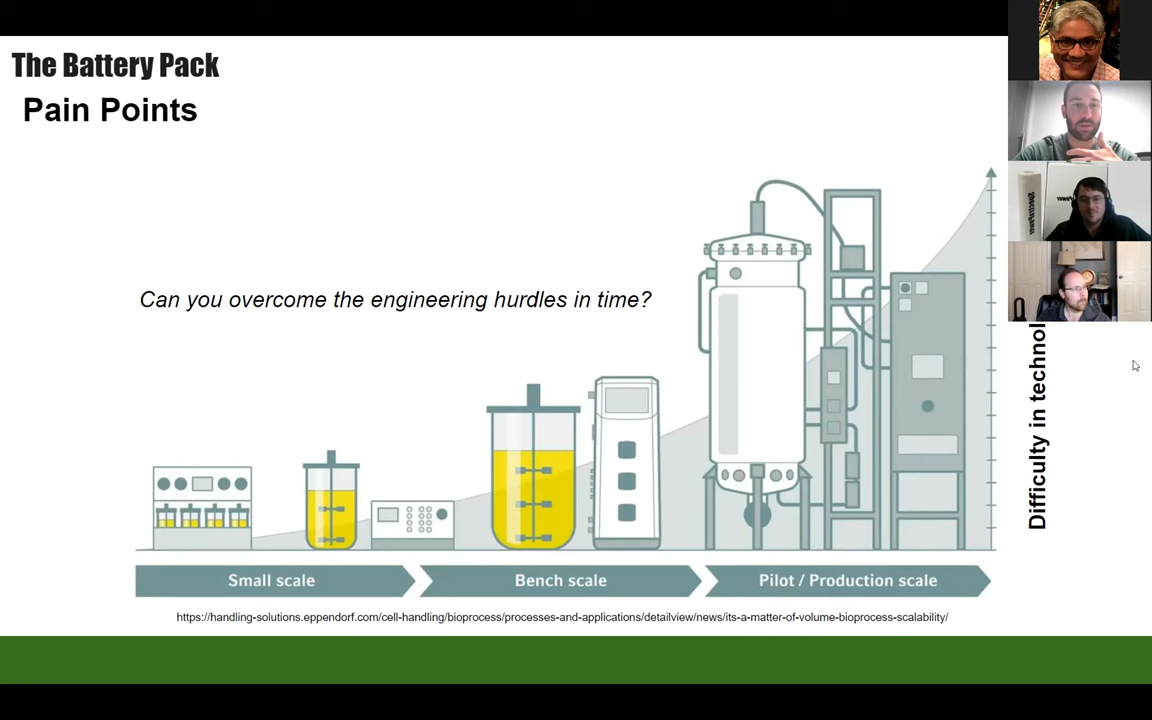 The Battery Pack
Pain Points
Can you overcome the engineering hurdles in time?
Difficulty in technol
Small scale
Bench scale
Pilot / Production scale
https://handling-solutions.eppendorf.com/cell-handling/bioprocess/processes-and-applications/detailview/news/its-a-matter-of-volume-bioprocess-scalability/